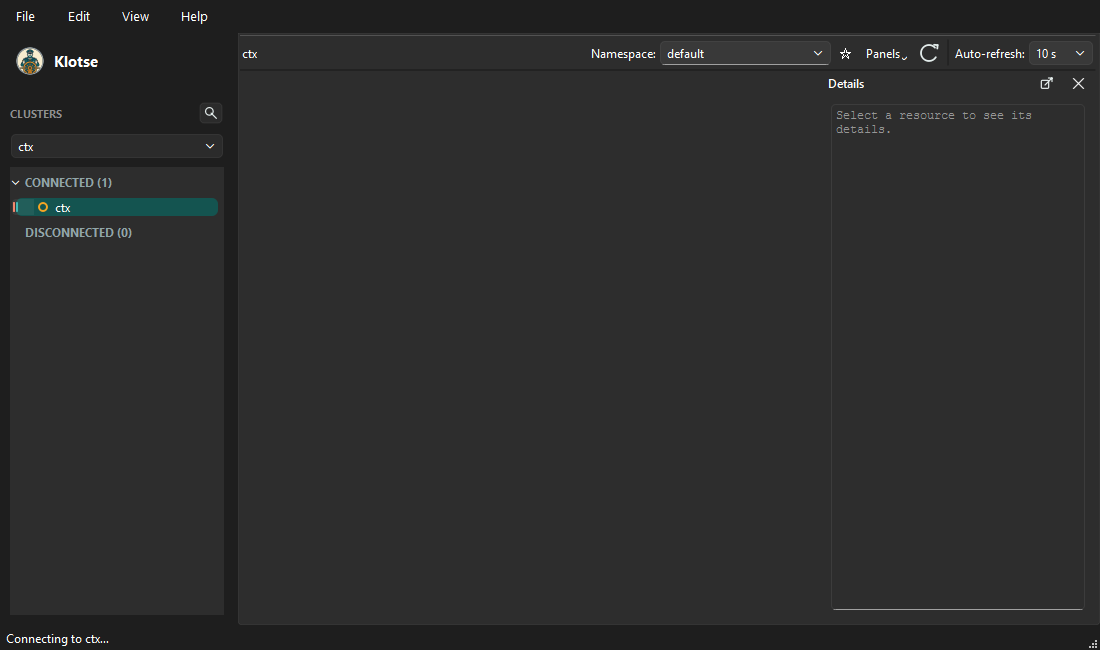 File Edit View Help
Klotse
ctx
Namespace: default
Panels
Auto-refresh: 10 s
Details
CLUSTERS
ctx
Select a resource to see its
details.
CONNECTED (1)
ctx
DISCONNECTED (0)
Connecting to ctx...